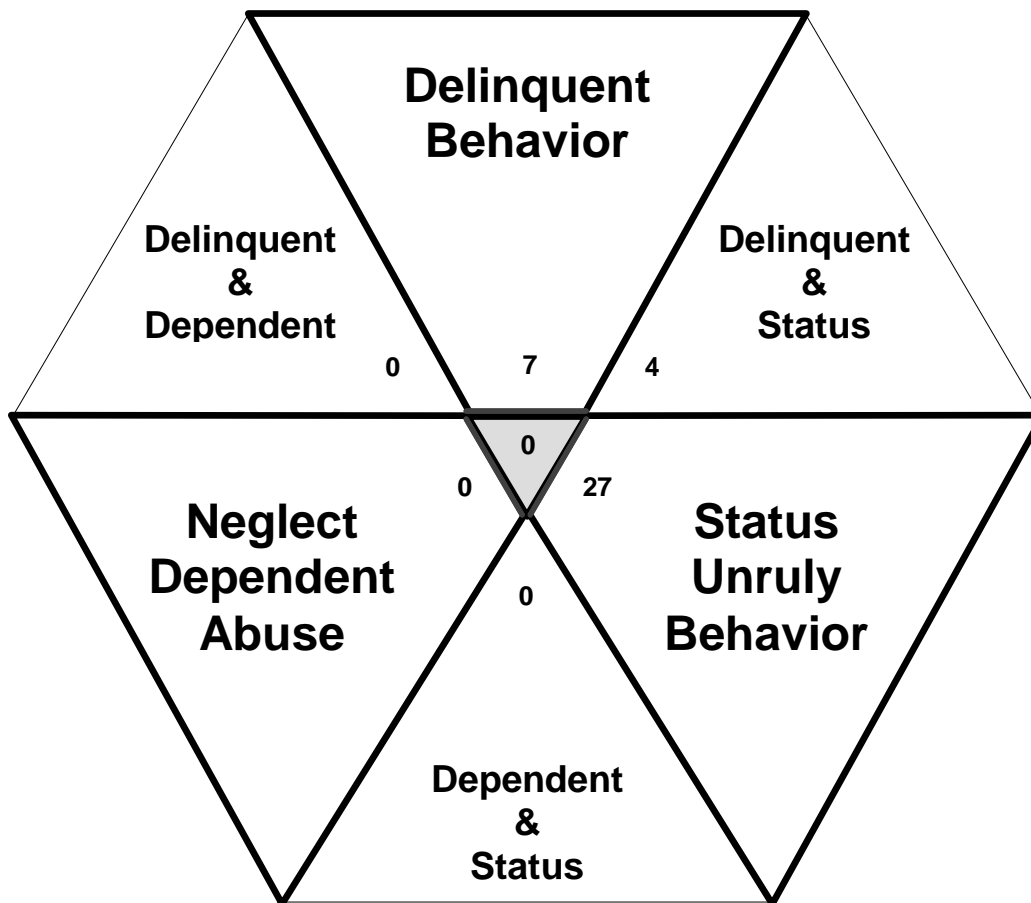 Delinquent
Behavior
Delinquent
&
Dependent
Delinquent
&
Status
0
7
4
0
0
27
Neglect
Dependent
Abuse
Status
Unruly
Behavior
0
Dependent
&
Status